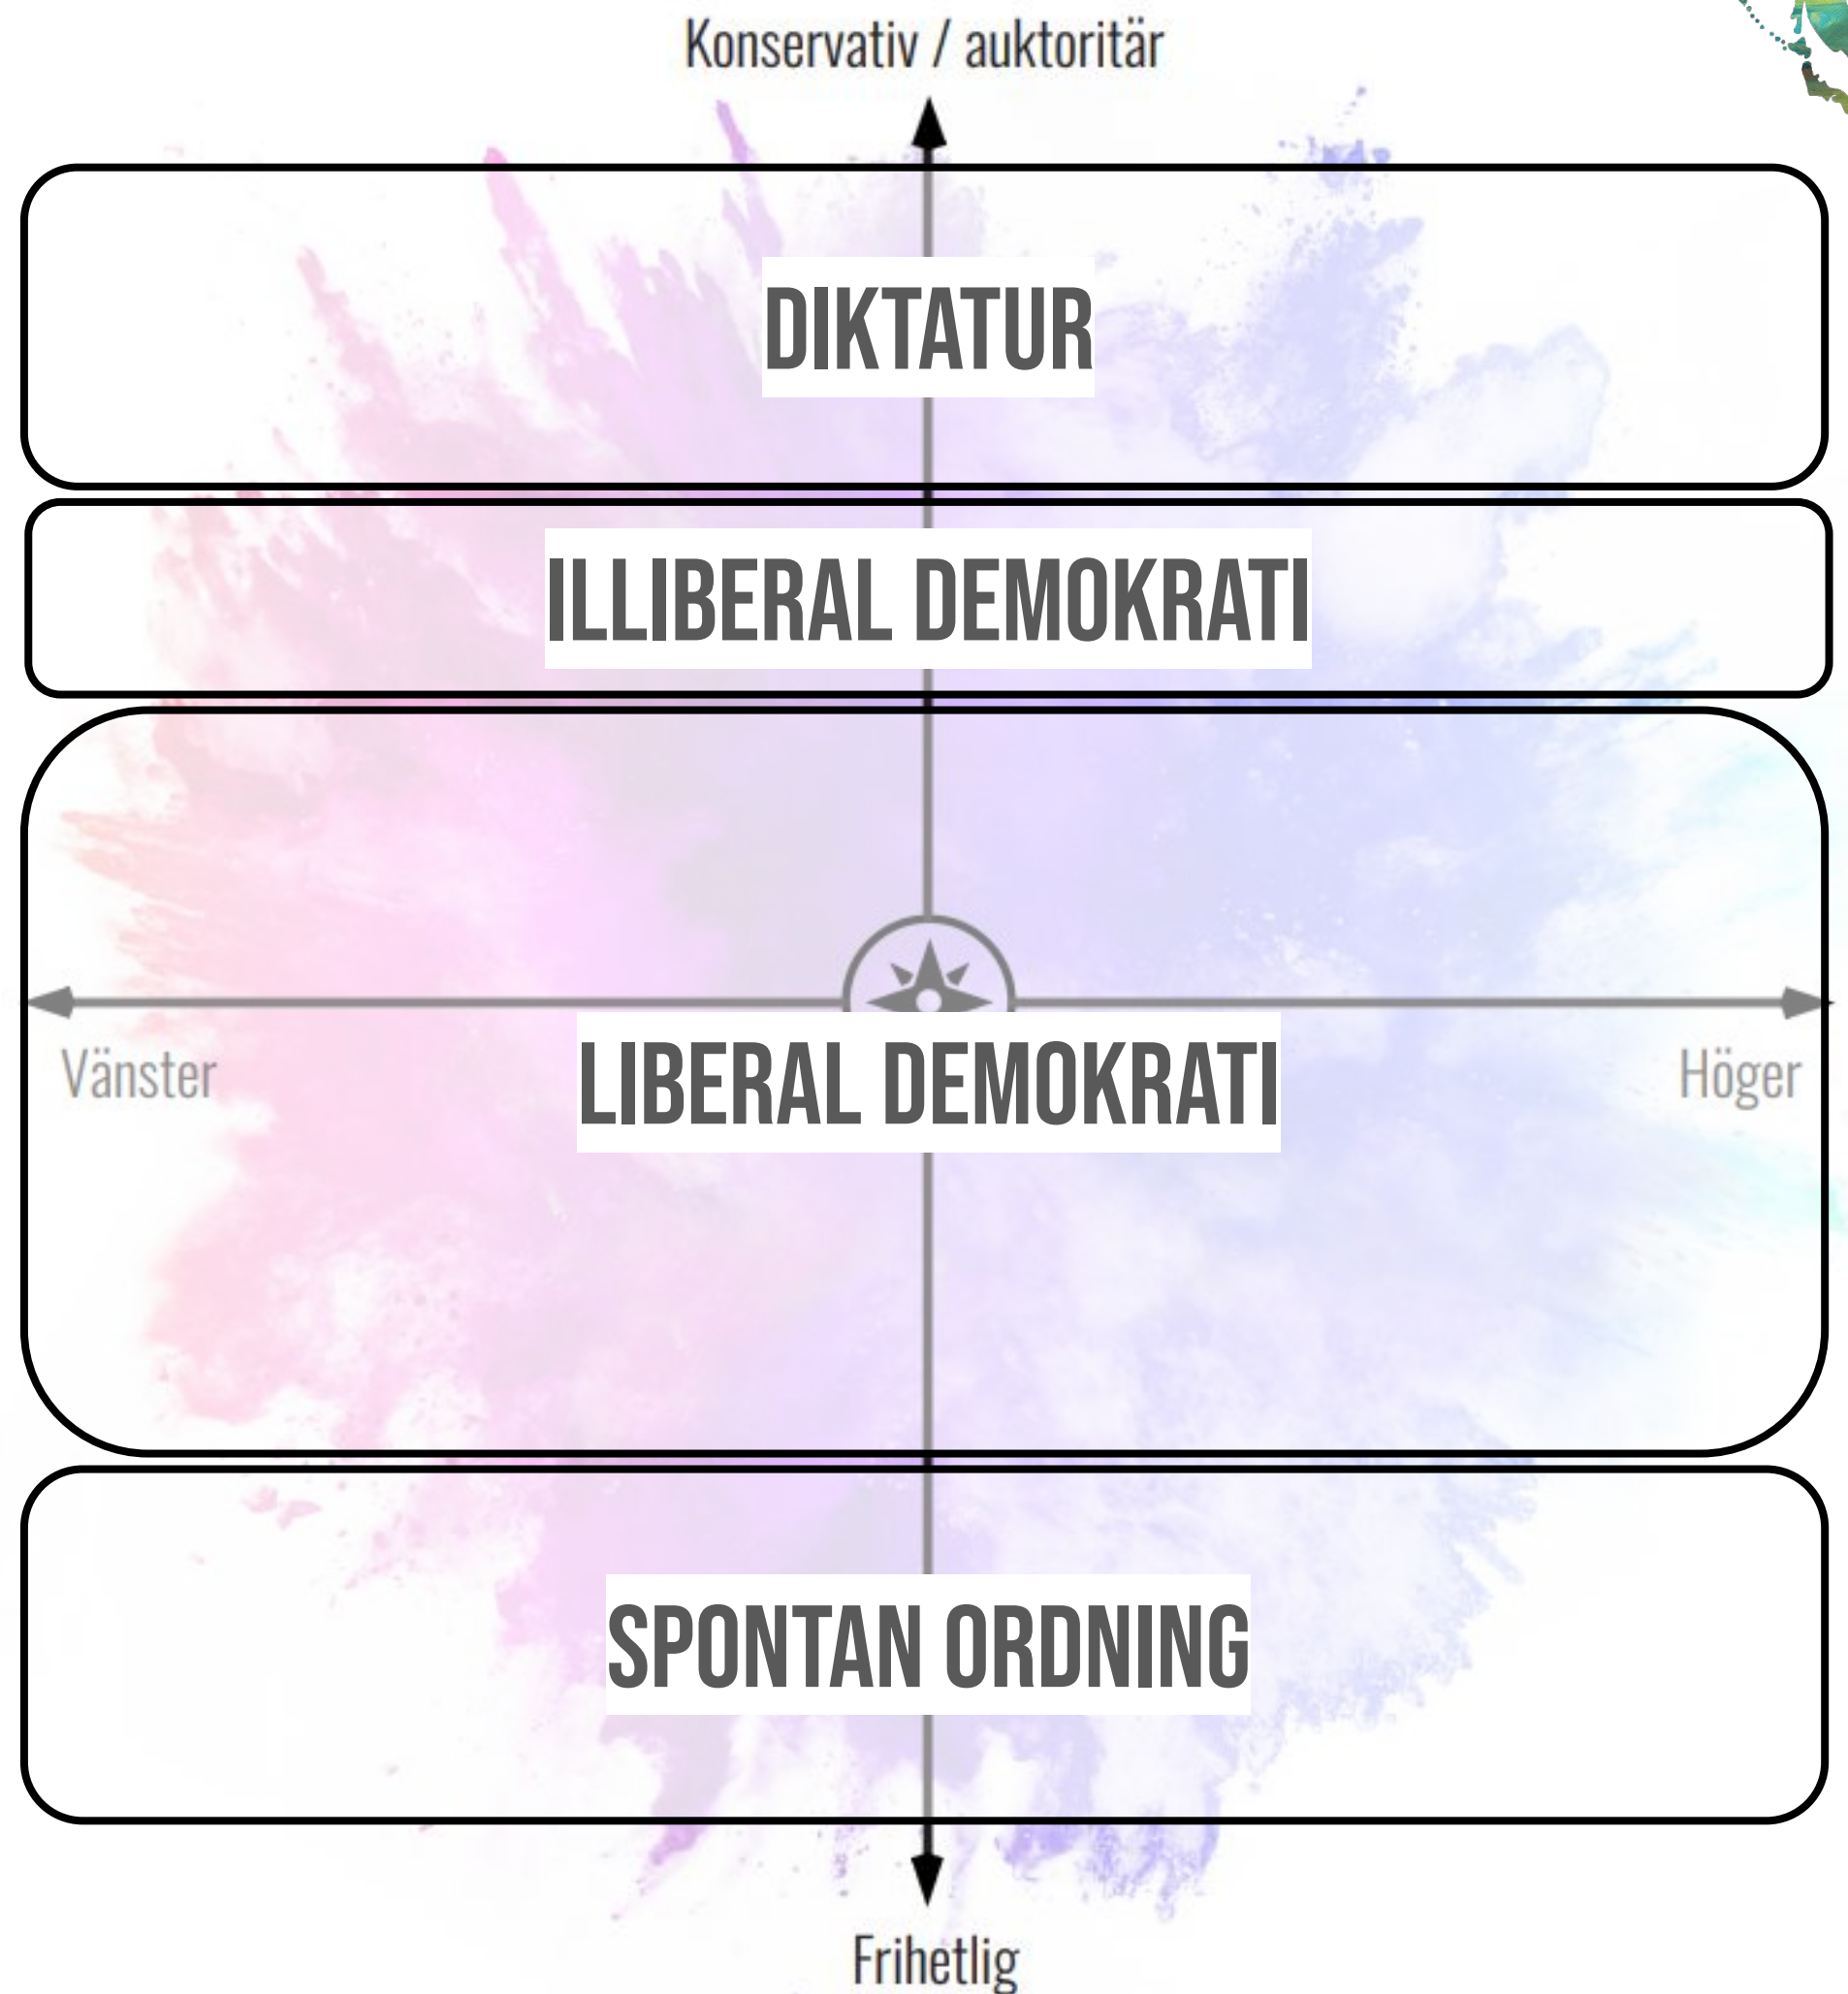 Konservativ / auktoritär
DIKTATUR
ILLIBERAL DEMOKRATI
Vänster
Höger
LIBERAL DEMOKRATI
SPONTAN ORDNING
Frihetlig